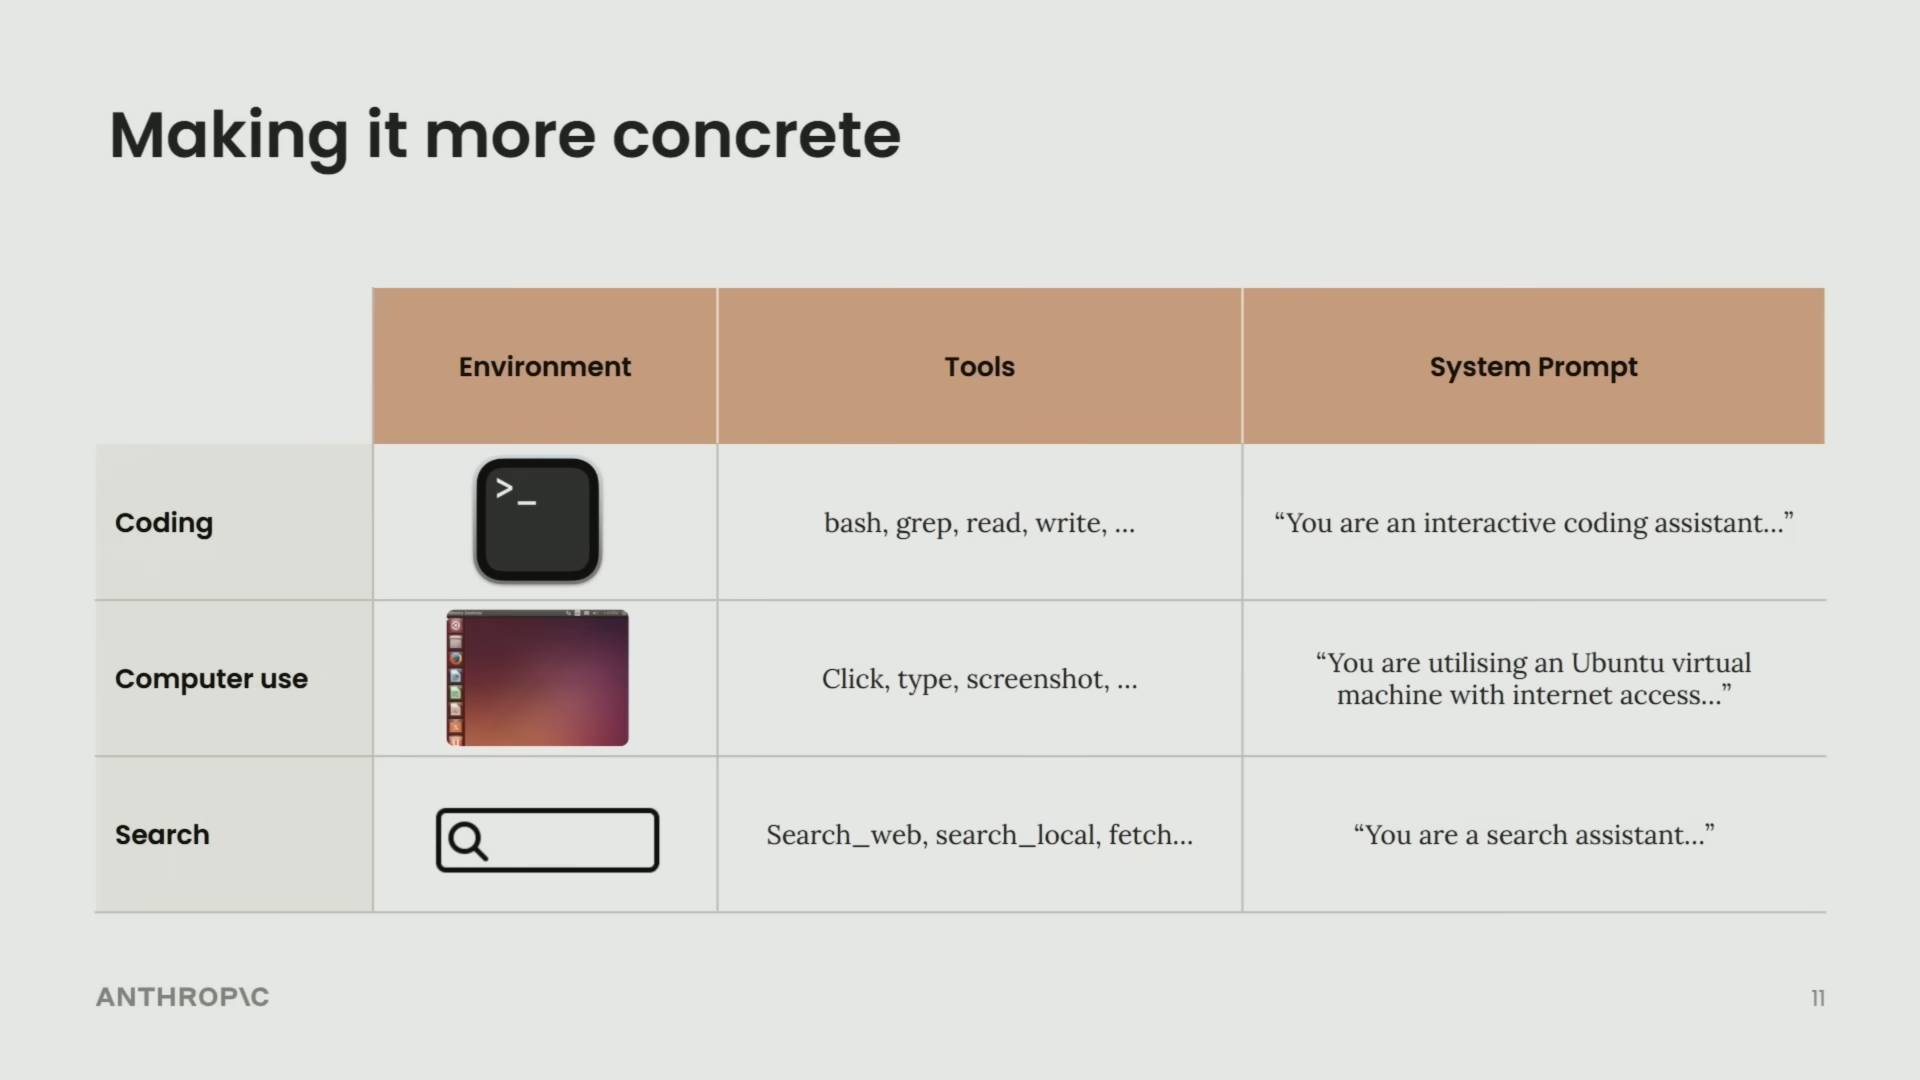 Making it more concrete
Environment
Tools
System Prompt
Coding
>_
bash, grep, read, write, ...
“You are an interactive coding assistant...”
Computer use
Click, type, screenshot, ...
“You are utilising an Ubuntu virtual
machine with internet access...”
Search
Search_web, search_local, fetch...
“You are a search assistant...”
ANTHROP\C
11